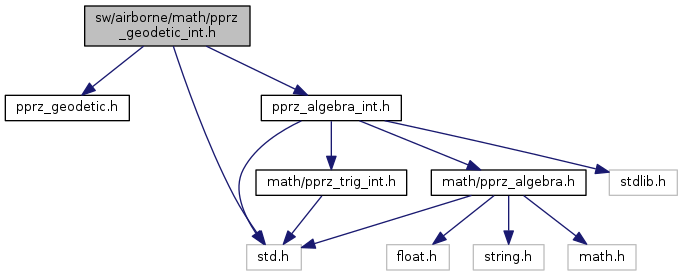 sw/airborne/math/pprz
_geodetic_int.h
pprz_geodetic.h
pprz_algebra_int.h
math/pprz_trig_int.h
math/pprz_algebra.h
stdlib.h
std.h
float.h
string.h
math.h